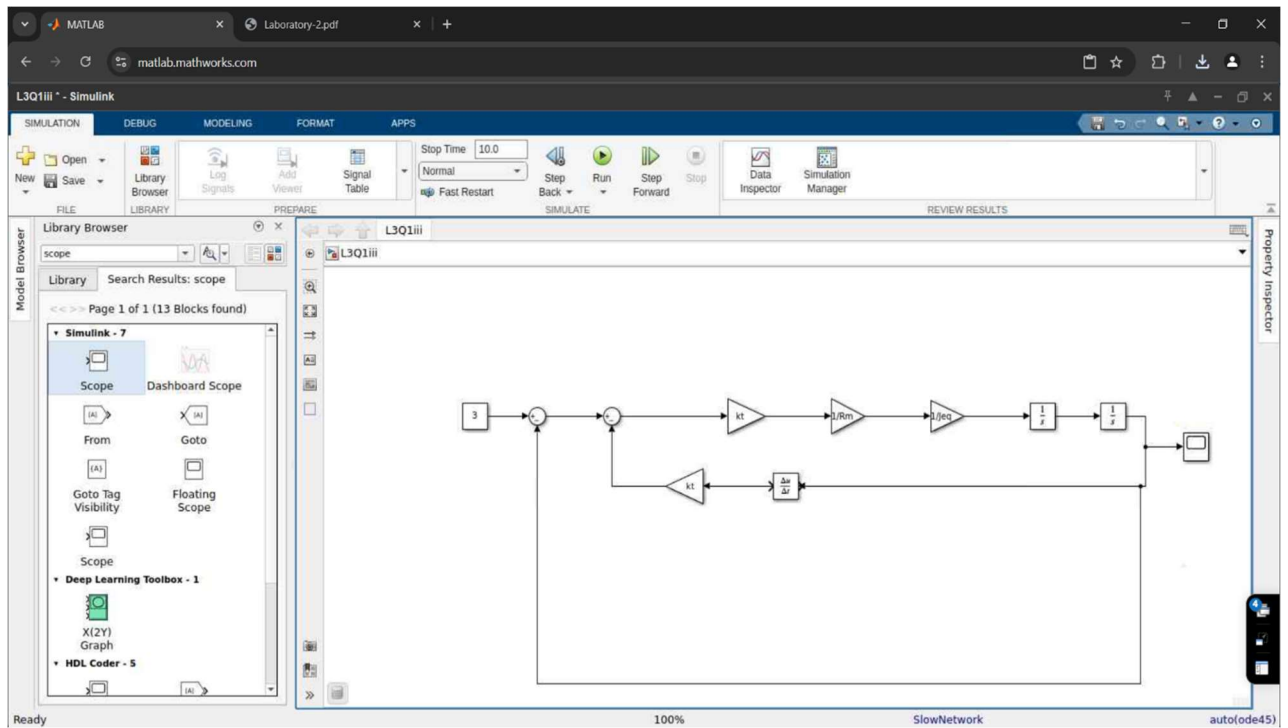 MATLAB
Laboratory-2.pdf
matlab.mathworks.com
L3Q1iii * - Simulink
SIMULATION DEBUG MODELING FORMAT APPS
New
Open
Save
FILE
Library
Browser
LIBRARY
Log
Signals
Add
Viewer
Signal
Table
PREPARE
Stop Time 10.0
Normal
Fast Restart
Step
Back
Run
Step
Forward
Stop
SIMULATE
Data
Inspector
Simulation
Manager
REVIEW RESULTS
Model Browser
Library Browser
scope
Library Search Results: scope
<< >> Page 1 of 1 (13 Blocks found)
Simulink - 7
Scope Dashboard Scope
[A] [A]
From Goto
{A}
Goto Tag
Visibility
Floating
Scope
Scope
Deep Learning Toolbox - 1
X(2Y)
Graph
HDL Coder - 5
[A]
L3Q1iii
L3Q1iii
Property Inspector
3
kt
1/Rm
1/Jeq
1
s
1
s
kt
Δu
Δt
4
Ready 100% SlowNetwork auto(ode45)